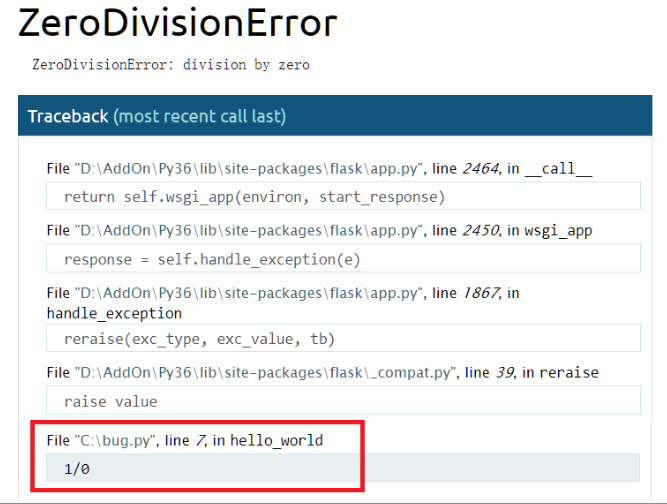 ZeroDivisionError
ZeroDivisionError: division by zero
Traceback (most recent call last)
File "D:\AddOn\Py36\lib\site-packages\flask\app.py", line 2464, in __call__
return self.wsgi_app(environ, start_response)
File "D:\AddOn\Py36\lib\site-packages\flask\app.py", line 2450, in wsgi_app
response = self.handle_exception(e)
File "D:\AddOn\Py36\lib\site-packages\flask\app.py", line 1867, in
handle_exception
reraise(exc_type, exc_value, tb)
File "D:\AddOn\Py36\lib\site-packages\flask\_compat.py", line 39, in reraise
raise value
File "C:\bug.py", line 7, in hello_world
1/0